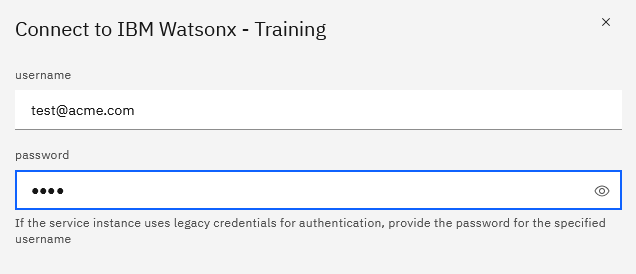 Connect to IBM Watsonx - Training
username
test@acme.com
password
••••
If the service instance uses legacy credentials for authentication, provide the password for the specified
username